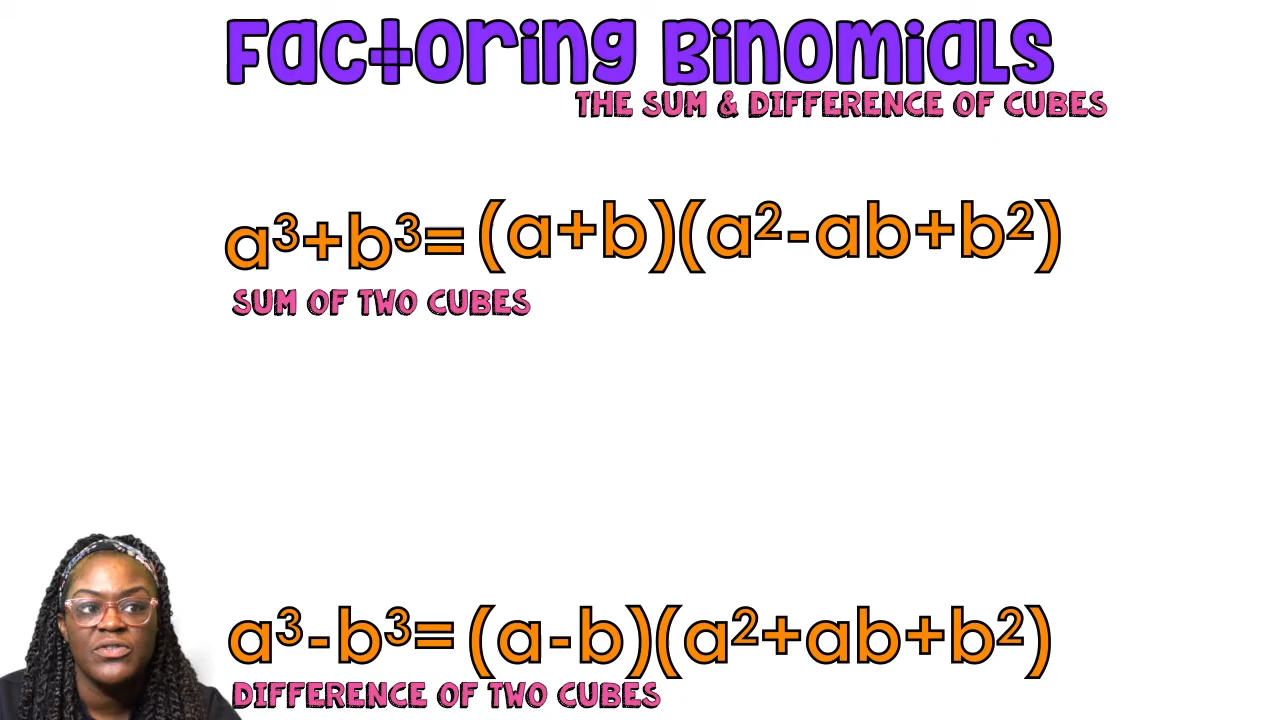 Factoring Binomials
THE SUM & DIFFERENCE OF CUBES
a³+b³= (a+b)(a²-ab+b²)
SUM OF TWO CUBES
a³-b³= (a-b)(a²+ab+b²)
DIFFERENCE OF TWO CUBES